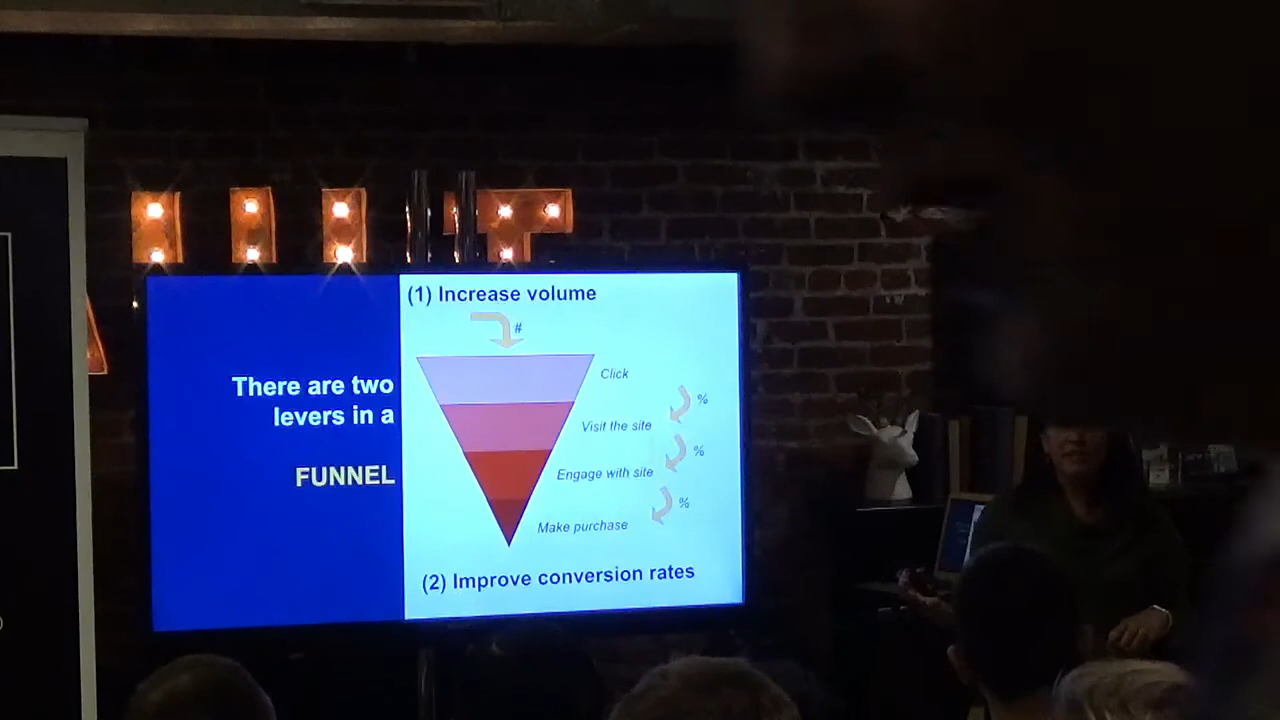 There are two
levers in a
FUNNEL
(1) Increase volume
#
Click
%
Visit the site
%
Engage with site
%
Make purchase
(2) Improve conversion rates